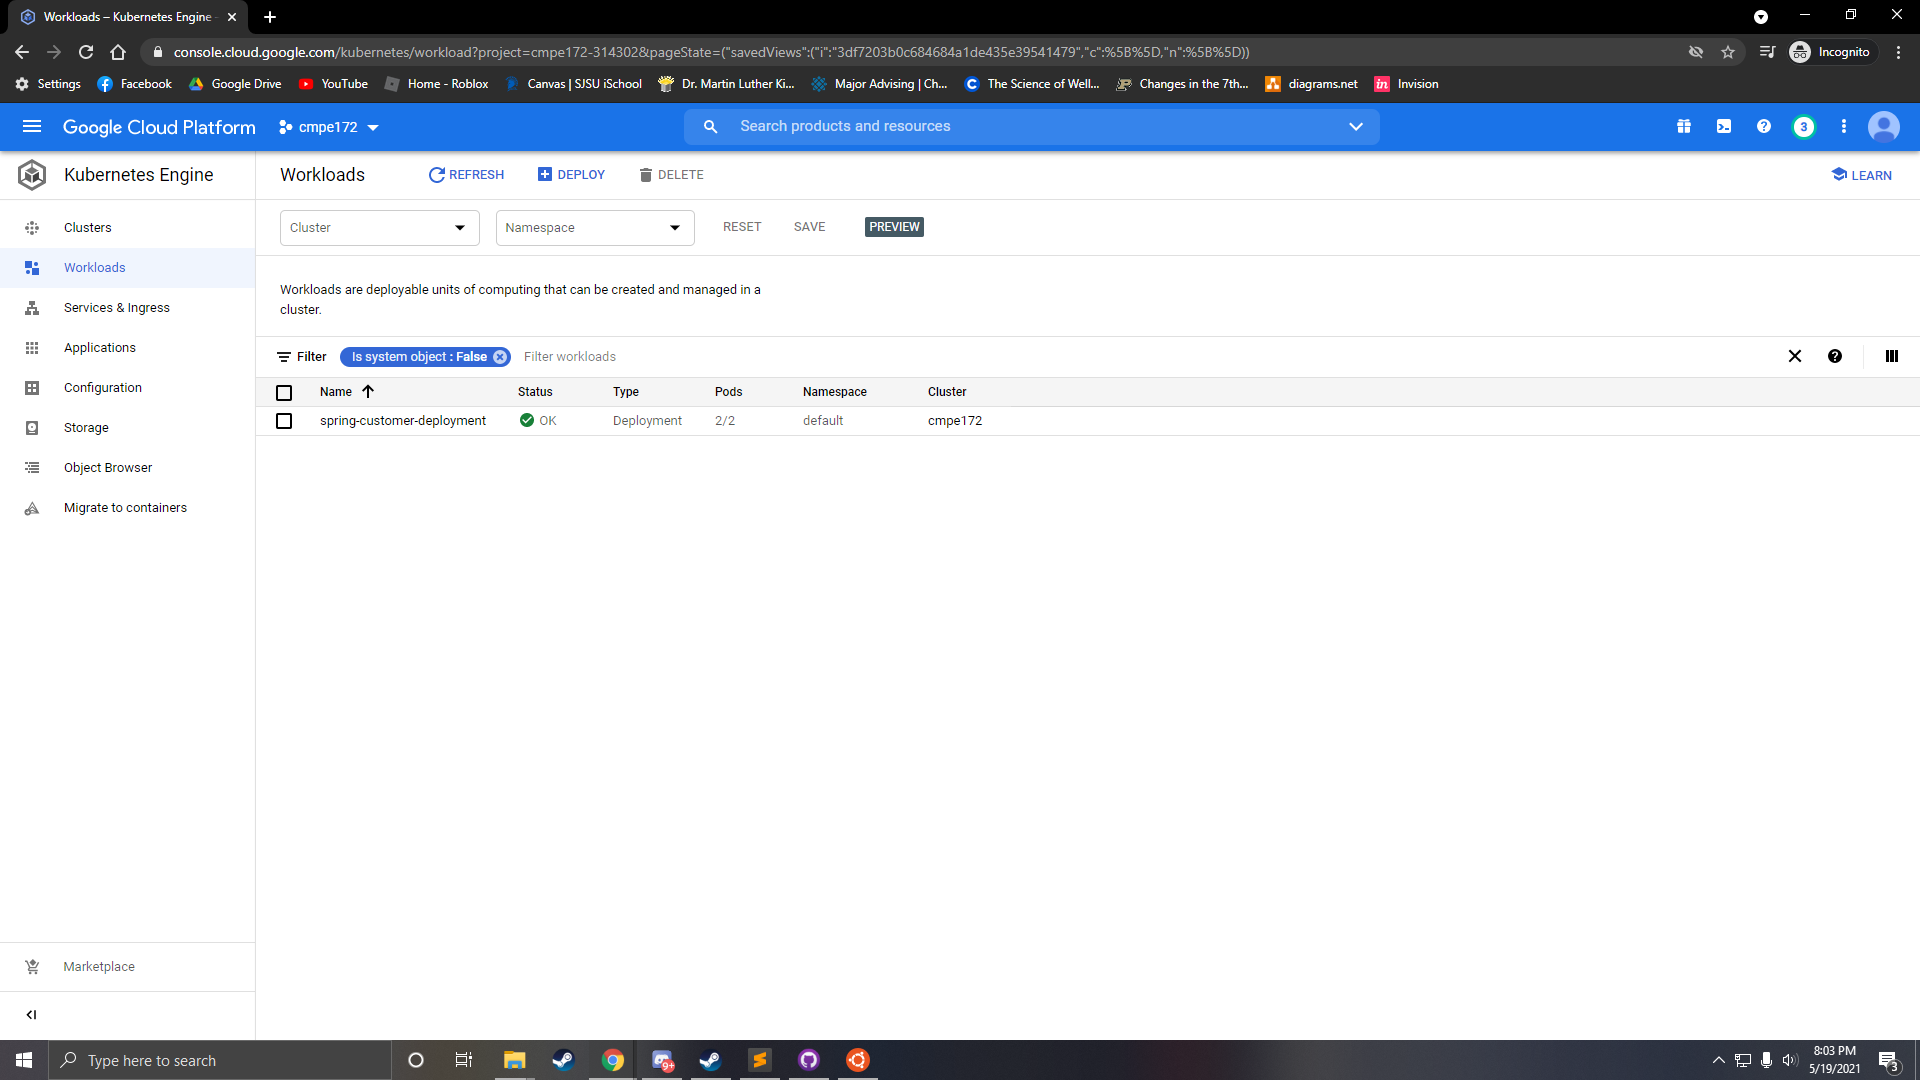 Workloads – Kubernetes Engine
console.cloud.google.com/kubernetes/workload?project=cmpe172-314302&pageState=("savedViews":("i":"3df7203b0c684684a1de435e39541479","c":%5B%5D,"n":%5B%5D))
Incognito
Settings Facebook Google Drive YouTube Home - Roblox Canvas | SJSU iSchool Dr. Martin Luther Ki... Major Advising | Ch... The Science of Well... Changes in the 7th... diagrams.net in Invision
Google Cloud Platform cmpe172 Search products and resources 3
Kubernetes Engine Workloads REFRESH DEPLOY DELETE LEARN
Clusters
Workloads
Services & Ingress
Applications
Configuration
Storage
Object Browser
Migrate to containers
Marketplace
Cluster Namespace RESET SAVE PREVIEW
Workloads are deployable units of computing that can be created and managed in a
cluster.
Filter Is system object : False Filter workloads
Name Status Type Pods Namespace Cluster
spring-customer-deployment OK Deployment 2/2 default cmpe172
Type here to search
9+
8:03 PM
5/19/2021
3